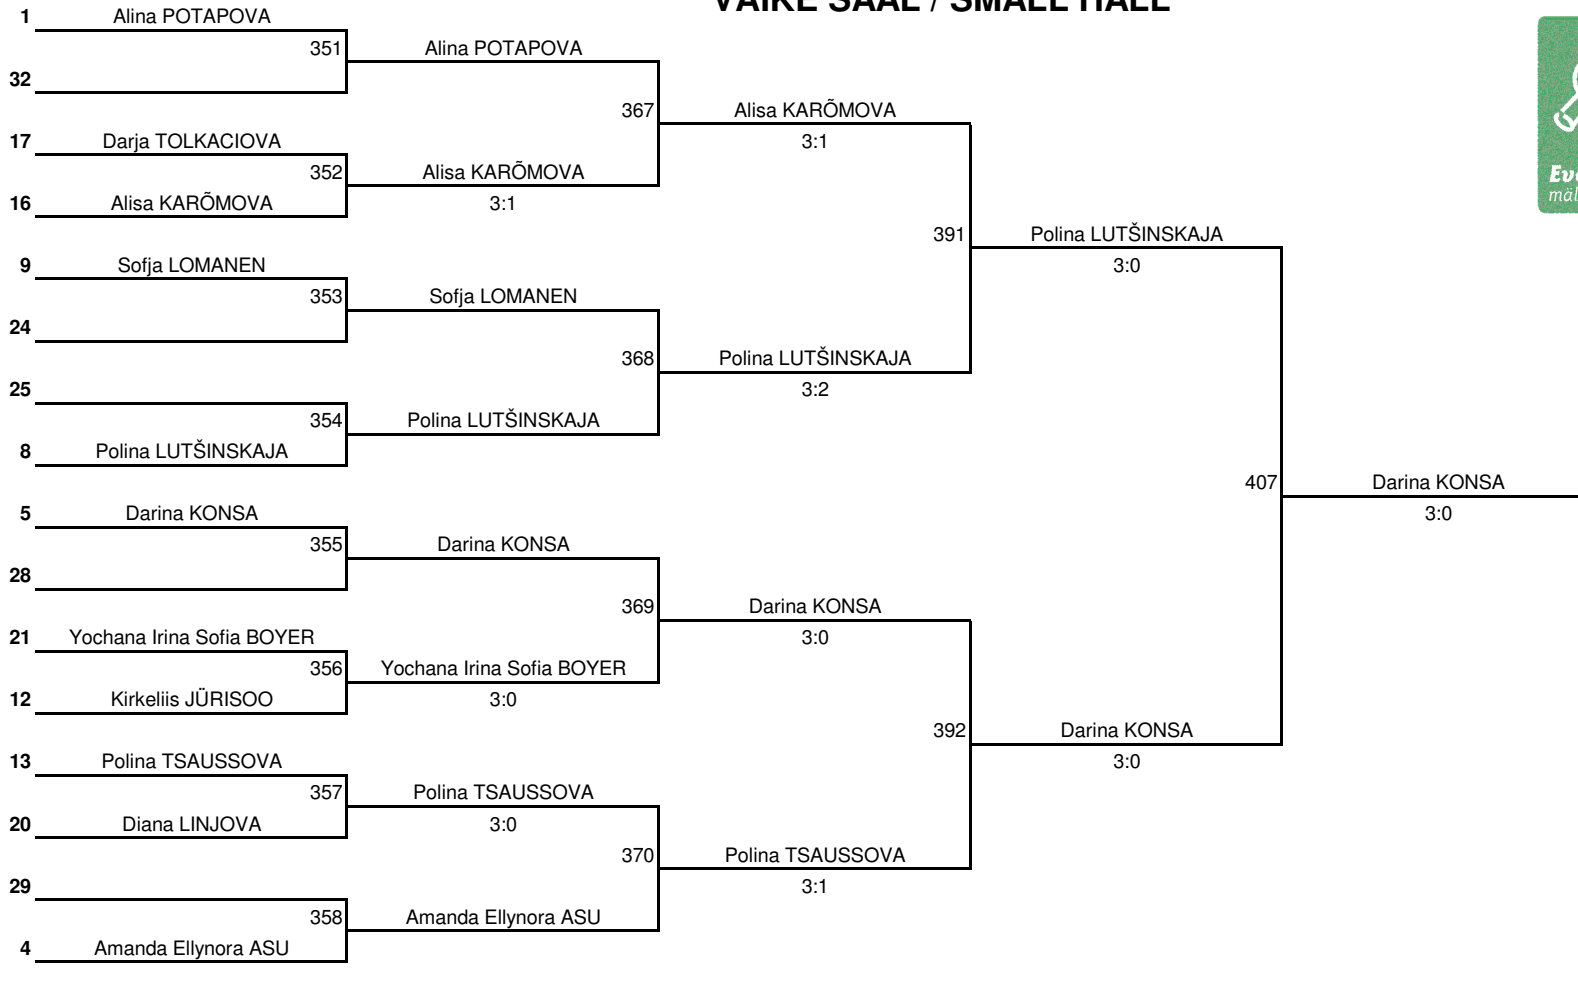 VÄIKE SAAL / SMALL HALL
1 Alina POTAPOVA
351 Alina POTAPOVA
32
367 Alisa KARÕMOVA
17 Darja TOLKACIOVA
3:1
352 Alisa KARÕMOVA
16 Alisa KARÕMOVA
3:1
391 Polina LUTŠINSKAJA
9 Sofja LOMANEN
3:0
353 Sofja LOMANEN
24
368 Polina LUTŠINSKAJA
25
3:2
354 Polina LUTŠINSKAJA
8 Polina LUTŠINSKAJA
407 Darina KONSA
5 Darina KONSA
3:0
355 Darina KONSA
28
369 Darina KONSA
21 Yochana Irina Sofia BOYER
3:0
356 Yochana Irina Sofia BOYER
12 Kirkeliis JÜRISOO
3:0
392 Darina KONSA
13 Polina TSAUSSOVA
3:0
357 Polina TSAUSSOVA
20 Diana LINJOVA
3:0
370 Polina TSAUSSOVA
29
3:1
358 Amanda Ellynora ASU
4 Amanda Ellynora ASU